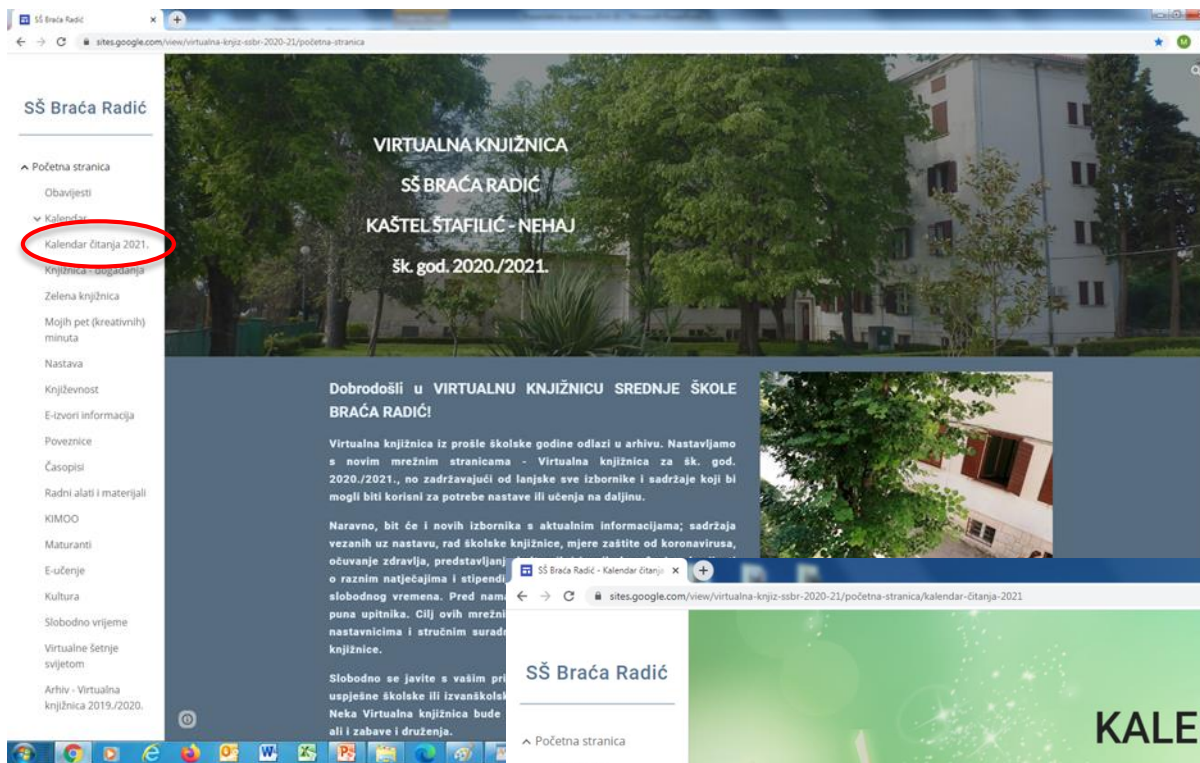 SŠ Braća Radić
sites.google.com/view/virtualna-knjiz-ssbr-2020-21/početna-stranica
SŠ Braća Radić
Početna stranica
Obavijesti
Kalendar
Kalendar čitanja 2021.
Knjižnica - događanja
Zelena knjižnica
Mojih pet (kreativnih)
minuta
Nastava
Književnost
E-izvori informacija
Poveznice
Časopisi
Radni alati i materijali
KIMOO
Maturanti
E-učenje
Kultura
Slobodno vrijeme
Virtualne šetnje
svijetom
Arhiv - Virtualna
knjižnica 2019./2020.
VIRTUALNA KNJIŽNICA
SŠ BRAĆA RADIĆ
KAŠTEL ŠTAFILIĆ - NEHAJ
šk. god. 2020./2021.
Dobrodošli u VIRTUALNU KNJIŽNICU SREDNJE ŠKOLE
BRAĆA RADIĆ!
Virtualna knjižnica iz prošle školske godine odlazi u arhivu. Nastavljamo
s novim mrežnim stranicama - Virtualna knjižnica za šk. god.
2020./2021., no zadržavajući od lanjske sve izbornike i sadržaje koji bi
mogli biti korisni za potrebe nastave ili učenja na daljinu.
Naravno, bit će i novih izbornika s aktualnim informacijama; sadržaja
vezanih uz nastavu, rad školske knjižnice, mjere zaštite od koronavirusa,
očuvanje zdravlja, predstavljanj
o raznim natječajima i stipendi
slobodnog vremena. Pred nama
puna upitnika. Cilj ovih mrežni
nastavnicima i stručnim surad
knjižnice.
Slobodno se javite s vašim pri
uspješne školske ili izvanškolsk
Neka Virtualna knjižnica bude
ali i zabave i druženja.
SŠ Braća Radić - Kalendar čitanja
sites.google.com/view/virtualna-knjiz-ssbr-2020-21/početna-stranica/kalendar-čitanja-2021
SŠ Braća Radić
Početna stranica
KALE